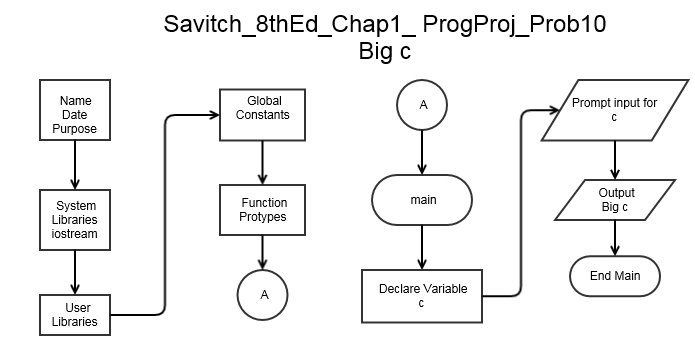 Savitch_8thEd_Chap1_ ProgProj_Prob10
Big c
Name
Date
Purpose
System
Libraries
iostream
User
Libraries
Global
Constants
Function
Protypes
A
A
main
Declare Variable
c
Prompt input for
c
Output
Big c
End Main